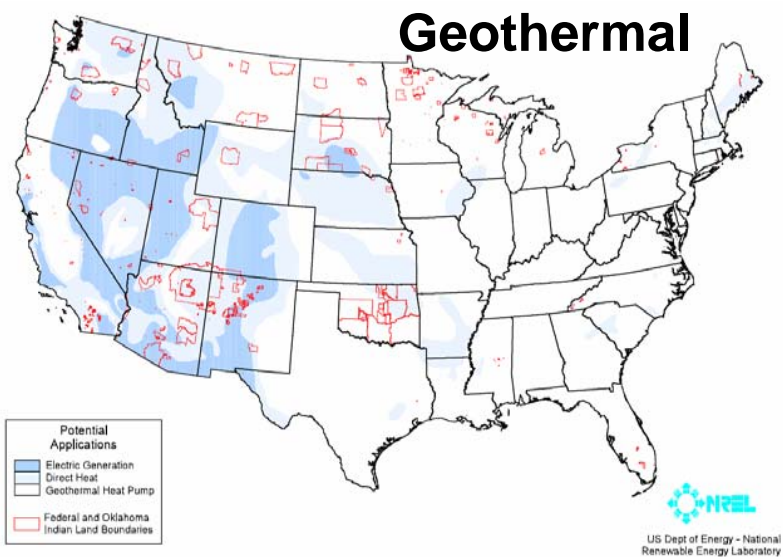 Geothermal
Potential
Applications
Electric Generation
Direct Heat
Geothermal Heat Pump
Federal and Oklahoma
Indian Land Boundaries
NREL
US Dept of Energy - National
Renewable Energy Laboratory